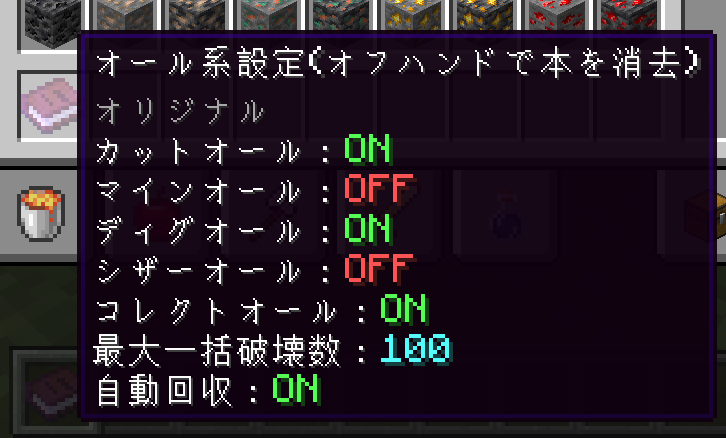 オール系設定(オフハンドで本を消去)
オリジナル
カットオール：ON
マインオール：OFF
ディグオール：ON
シザーオール：OFF
コレクトオール：ON
最大一括破壊数：100
自動回収：ON